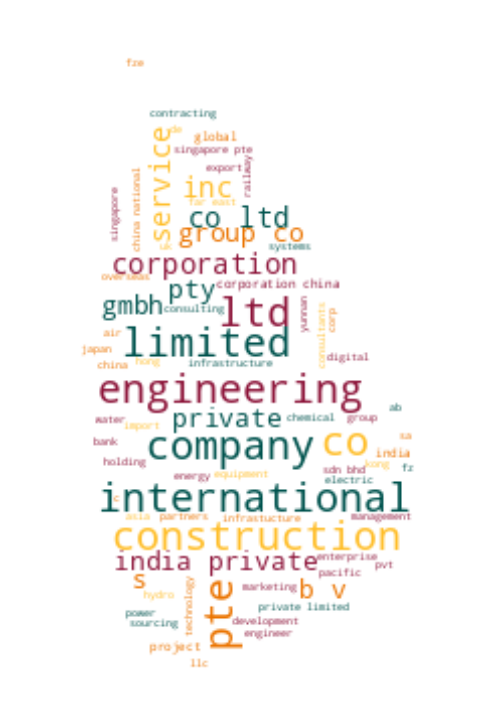 fze
contracting
de
global
service
singapore pte
export
railway
china national
singapore
inc
far east
co ltd
group co
uk
systems
corporation
overseas
pty
corporation china
gmbh
consulting
ltd
yunnan
consultants
corp
air
limited
japan
china
hong
infrastructure
digital
engineering
ab
water
import
private
chemical
group
bank
company
co
sa
india
holding
kong
fz
energy
equipment
sdn bhd
electric
c
international
asia
partners
infrastucture
management
construction
india private
enterprise
pvt
pacific
s
hydro
technology
pte
marketing
b v
power
sourcing
private limited
development
engineer
project
llc